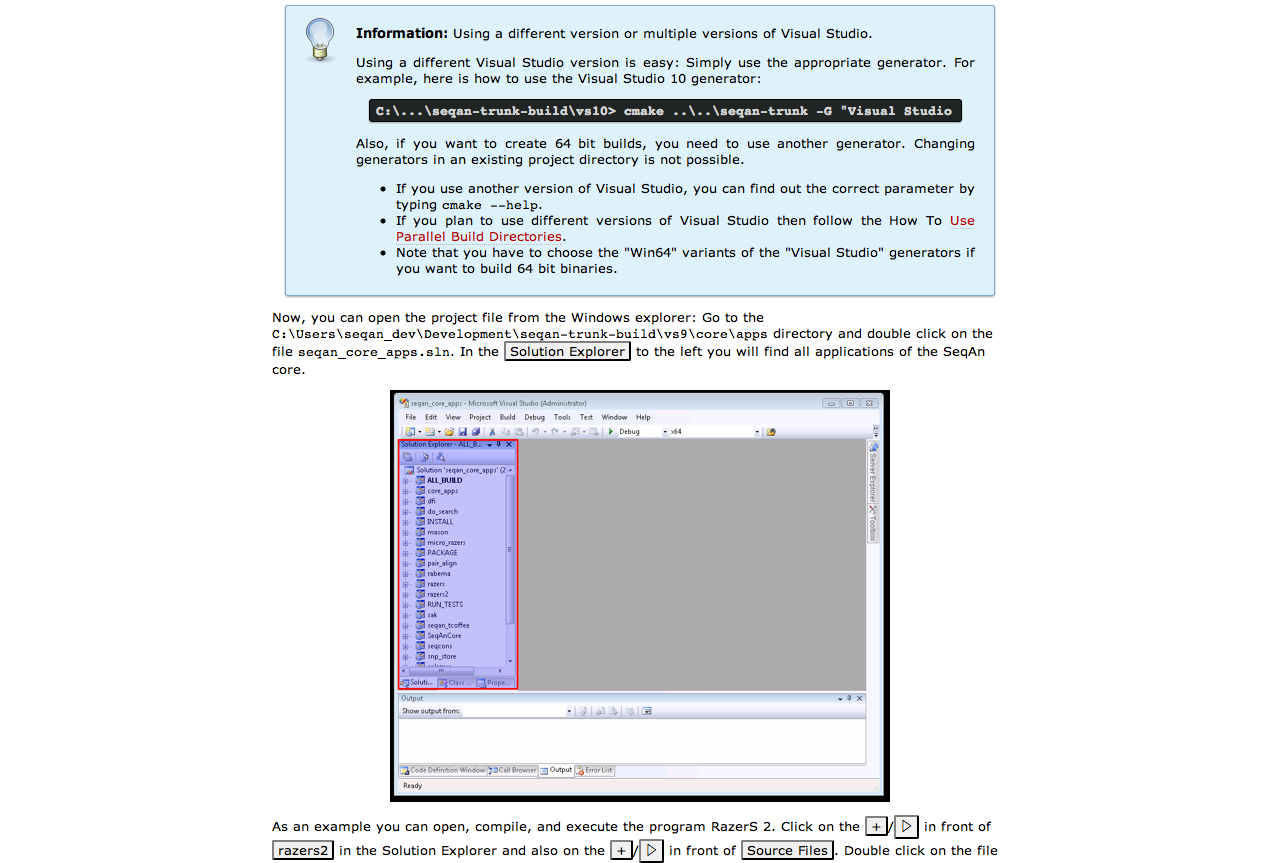 Information: Using a different version or multiple versions of Visual Studio.
Using a different Visual Studio version is easy: Simply use the appropriate generator. For
example, here is how to use the Visual Studio 10 generator:
C:\...\seqan-trunk-build\vs10> cmake ..\..\seqan-trunk -G "Visual Studio
Also, if you want to create 64 bit builds, you need to use another generator. Changing
generators in an existing project directory is not possible.
• If you use another version of Visual Studio, you can find out the correct parameter by
typing cmake --help.
• If you plan to use different versions of Visual Studio then follow the How To Use
Parallel Build Directories.
• Note that you have to choose the "Win64" variants of the "Visual Studio" generators if
you want to build 64 bit binaries.
Now, you can open the project file from the Windows explorer: Go to the
C:\Users\seqan_dev\Development\seqan-trunk-build\vs9\core\apps directory and double click on the
file seqan_core_apps.sln. In the Solution Explorer to the left you will find all applications of the SeqAn
core.
seqan_core_apps - Microsoft Visual Studio (Administrator)
File Edit View Project Build Debug Tools Test Window Help
Debug x64
Solution Explorer - ALL_B...
Solution 'seqan_core_apps' (2
ALL_BUILD
core_apps
dfi
do_search
INSTALL
mason
micro_razers
PACKAGE
pair_align
rabema
razers
razers2
RUN_TESTS
sak
seqan_tcoffee
SeqAnCore
seqcons
snp_store
Soluti... Class ... Prope...
Server Explorer
Toolbox
Output
Show output from:
Code Definition Window Call Browser Output Error List
Ready
As an example you can open, compile, and execute the program RazerS 2. Click on the +/▷ in front of
razers2 in the Solution Explorer and also on the +/▷ in front of Source Files. Double click on the file